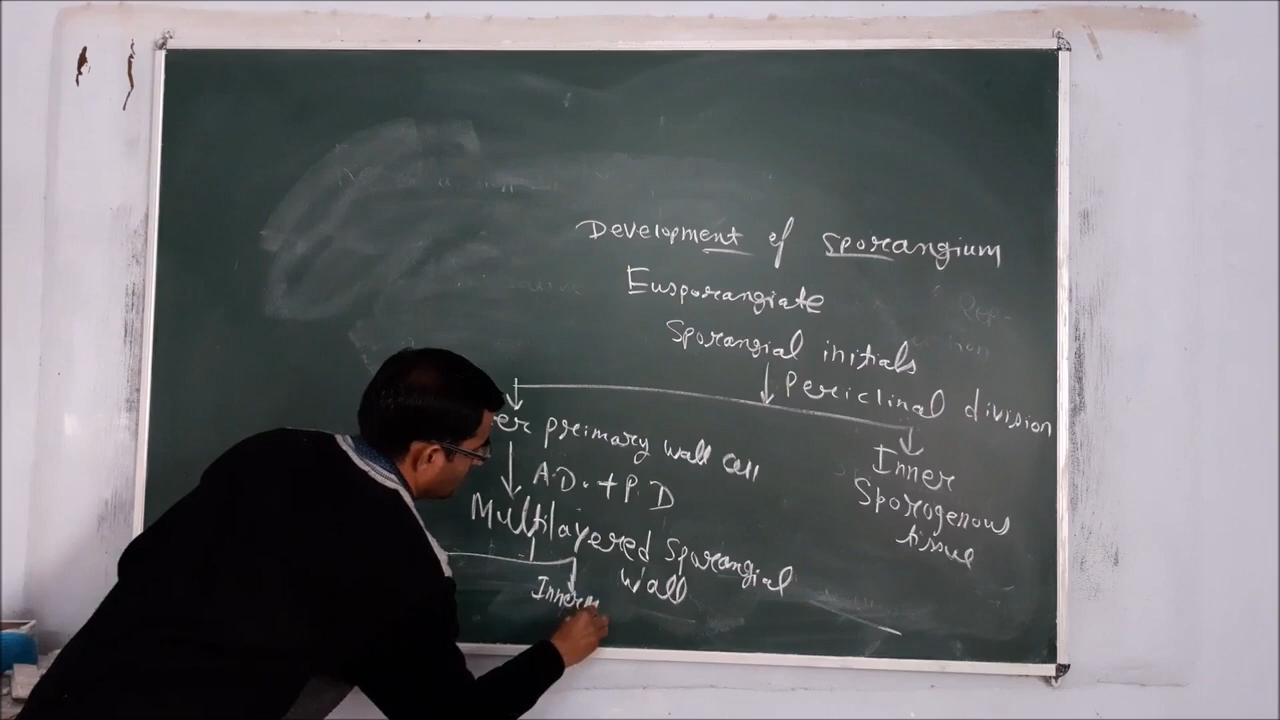 Development of sporangium
Eusporangiate
Sporangial initials
Periclinal division
er primary wall cell
Inner
Sporogenous
tissue
A.D. + P.D
Multilayered Sporangial
wall
Inner